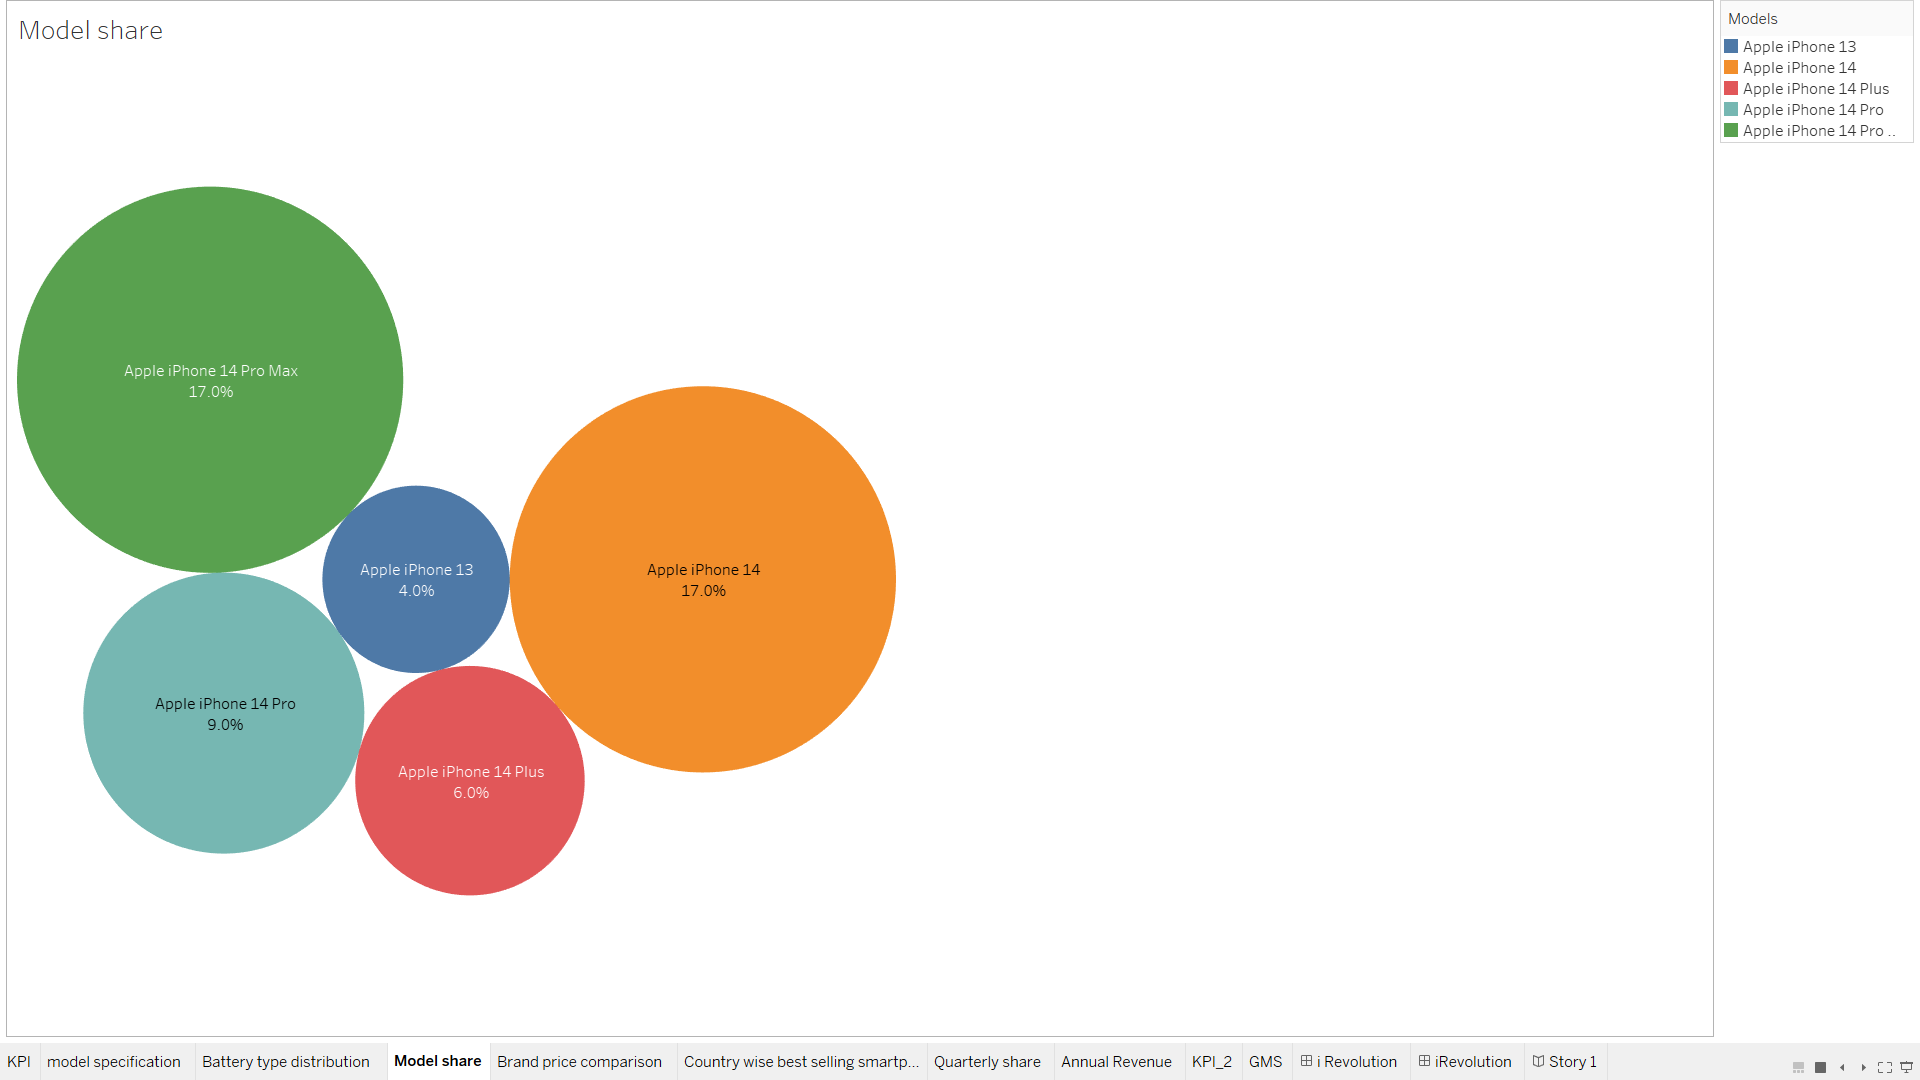 Model share
Models
Apple iPhone 13
Apple iPhone 14
Apple iPhone 14 Plus
Apple iPhone 14 Pro
Apple iPhone 14 Pro ..
Apple iPhone 14 Pro Max
17.0%
Apple iPhone 13
4.0%
Apple iPhone 14
17.0%
Apple iPhone 14 Pro
9.0%
Apple iPhone 14 Plus
6.0%
KPI model specification Battery type distribution Model share Brand price comparison Country wise best selling smartp... Quarterly share Annual Revenue KPI_2 GMS i Revolution iRevolution Story 1